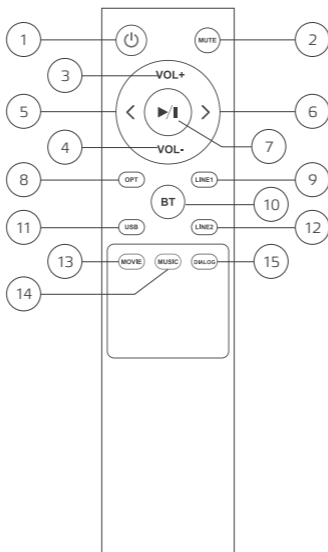 1
2
MUTE
3
VOL+
5
6
4
VOL-
7
8
OPT
LINE1
9
BT
10
11
USB
LINE2
12
13
MOVIE
MUSIC
DIALOG
15
14